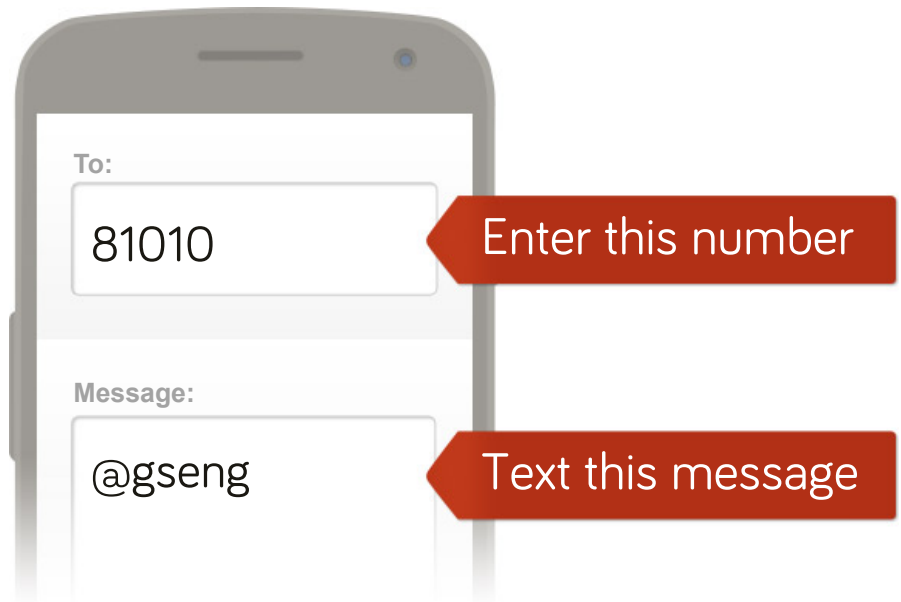 To:
81010
Enter this number
Message:
@gseng
Text this message